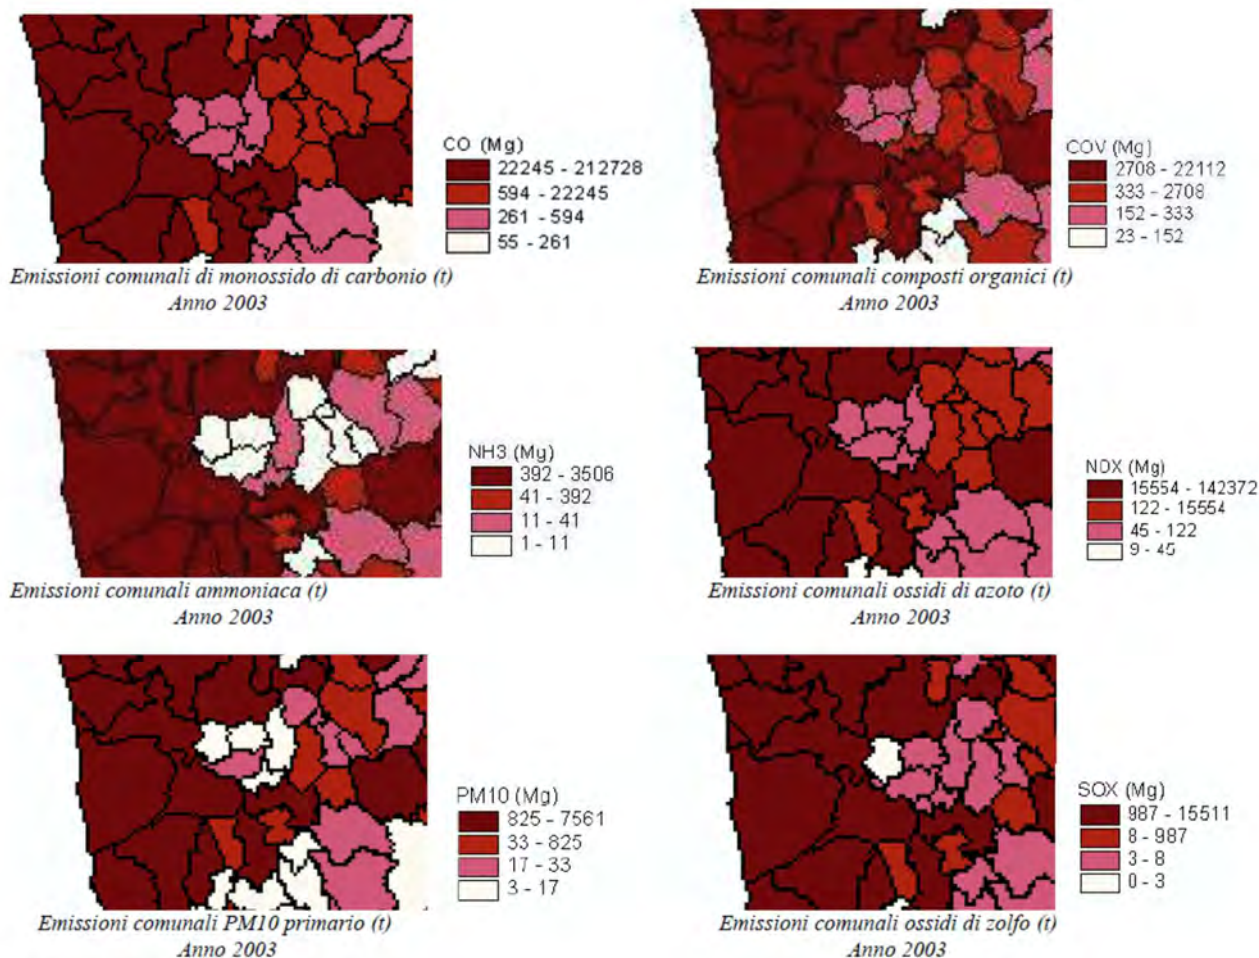 CO (Mg)
22245 - 212728
594 - 22245
261 - 594
55 - 261
Emissioni comunali di monossido di carbonio (t)
Anno 2003
COV (Mg)
2708 - 22112
333 - 2708
152 - 333
23 - 152
Emissioni comunali composti organici (t)
Anno 2003
NH3 (Mg)
392 - 3506
41 - 392
11 - 41
1 - 11
Emissioni comunali ammoniaca (t)
Anno 2003
NOX (Mg)
15554 - 142372
122 - 15554
45 - 122
9 - 45
Emissioni comunali ossidi di azoto (t)
Anno 2003
PM10 (Mg)
825 - 7561
33 - 825
17 - 33
3 - 17
Emissioni comunali PM10 primario (t)
Anno 2003
SOX (Mg)
987 - 15511
8 - 987
3 - 8
0 - 3
Emissioni comunali ossidi di zolfo (t)
Anno 2003